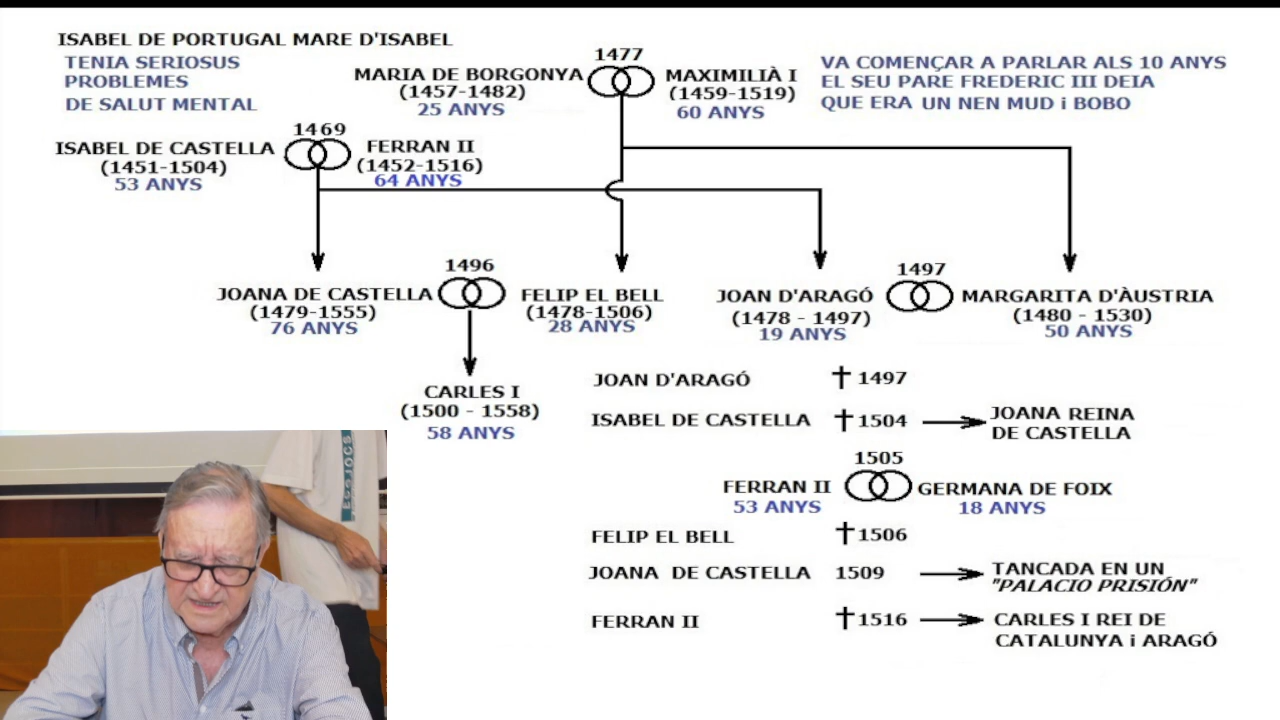 ISABEL DE PORTUGAL MARE D'ISABEL
TENIA SERIOSUS
PROBLEMES
DE SALUT MENTAL
1477
MARIA DE BORGONYA
(1457-1482)
25 ANYS
MAXIMILIÀ I
(1459-1519)
60 ANYS
VA COMENÇAR A PARLAR ALS 10 ANYS
EL SEU PARE FREDERIC III DEIA
QUE ERA UN NEN MUD i BOBO
1469
ISABEL DE CASTELLA
(1451-1504)
53 ANYS
FERRAN II
(1452-1516)
64 ANYS
1496
JOANA DE CASTELLA
(1479-1555)
76 ANYS
FELIP EL BELL
(1478-1506)
28 ANYS
1497
JOAN D'ARAGÓ
(1478 - 1497)
19 ANYS
MARGARITA D'ÀUSTRIA
(1480 - 1530)
50 ANYS
CARLES I
(1500 - 1558)
58 ANYS
JOAN D'ARAGÓ 1497
ISABEL DE CASTELLA 1504
JOANA REINA
DE CASTELLA
1505
FERRAN II
53 ANYS
GERMANA DE FOIX
18 ANYS
FELIP EL BELL 1506
JOANA DE CASTELLA 1509
TANCADA EN UN
"PALACIO PRISIÓN"
FERRAN II 1516
CARLES I REI DE
CATALUNYA i ARAGÓ